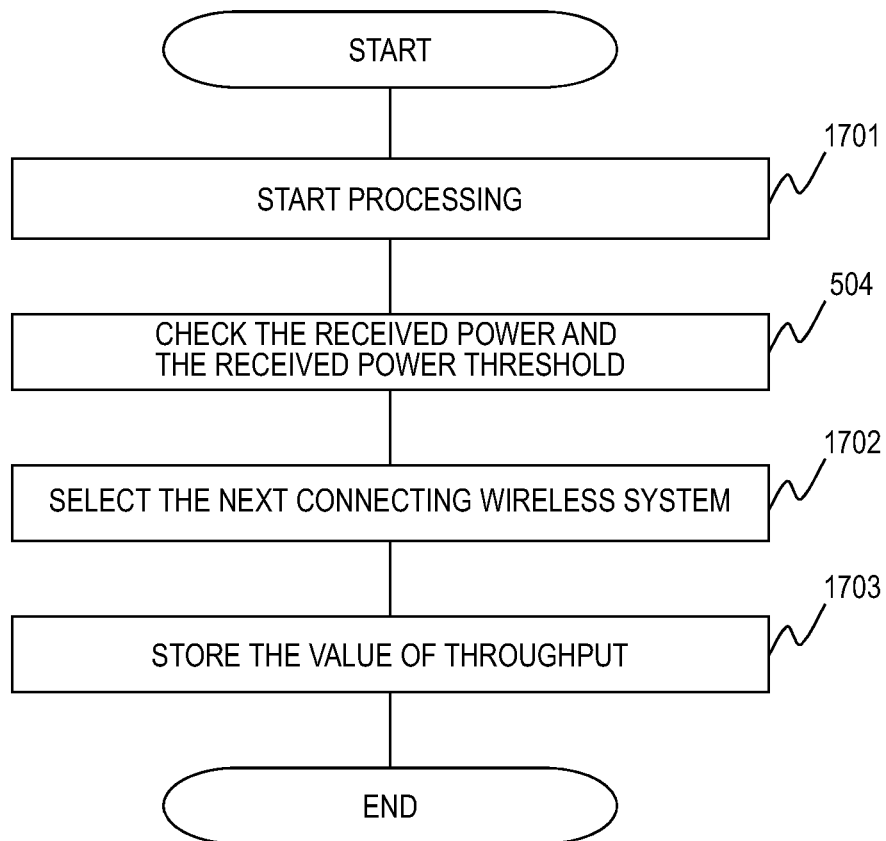 START
1701
START PROCESSING
504
CHECK THE RECEIVED POWER AND
THE RECEIVED POWER THRESHOLD
1702
SELECT THE NEXT CONNECTING WIRELESS SYSTEM
1703
STORE THE VALUE OF THROUGHPUT
END